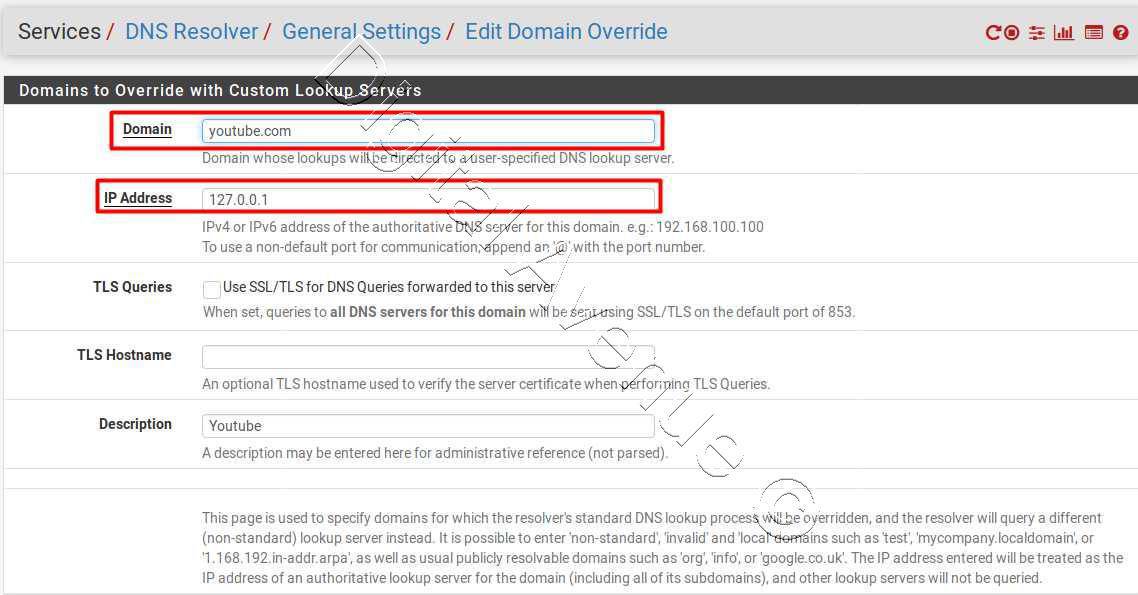 Services / DNS Resolver / General Settings / Edit Domain Override
Domains to Override with Custom Lookup Servers
Domain
youtube.com
Domain whose lookups will be directed to a user-specified DNS lookup server.
IP Address
127.0.0.1
IPv4 or IPv6 address of the authoritative DNS server for this domain. e.g.: 192.168.100.100
To use a non-default port for communication, append an '@' with the port number.
TLS Queries
Use SSL/TLS for DNS Queries forwarded to this server
When set, queries to all DNS servers for this domain will be sent using SSL/TLS on the default port of 853.
TLS Hostname
An optional TLS hostname used to verify the server certificate when performing TLS Queries.
Description
Youtube
A description may be entered here for administrative reference (not parsed).
This page is used to specify domains for which the resolver's standard DNS lookup process will be overridden, and the resolver will query a different
(non-standard) lookup server instead. It is possible to enter 'non-standard', 'invalid' and 'local' domains such as 'test', 'mycompany.localdomain', or
'1.168.192.in-addr.arpa', as well as usual publicly resolvable domains such as 'org', 'info', or 'google.co.uk'. The IP address entered will be treated as the
IP address of an authoritative lookup server for the domain (including all of its subdomains), and other lookup servers will not be queried.
Digital Avenue ©